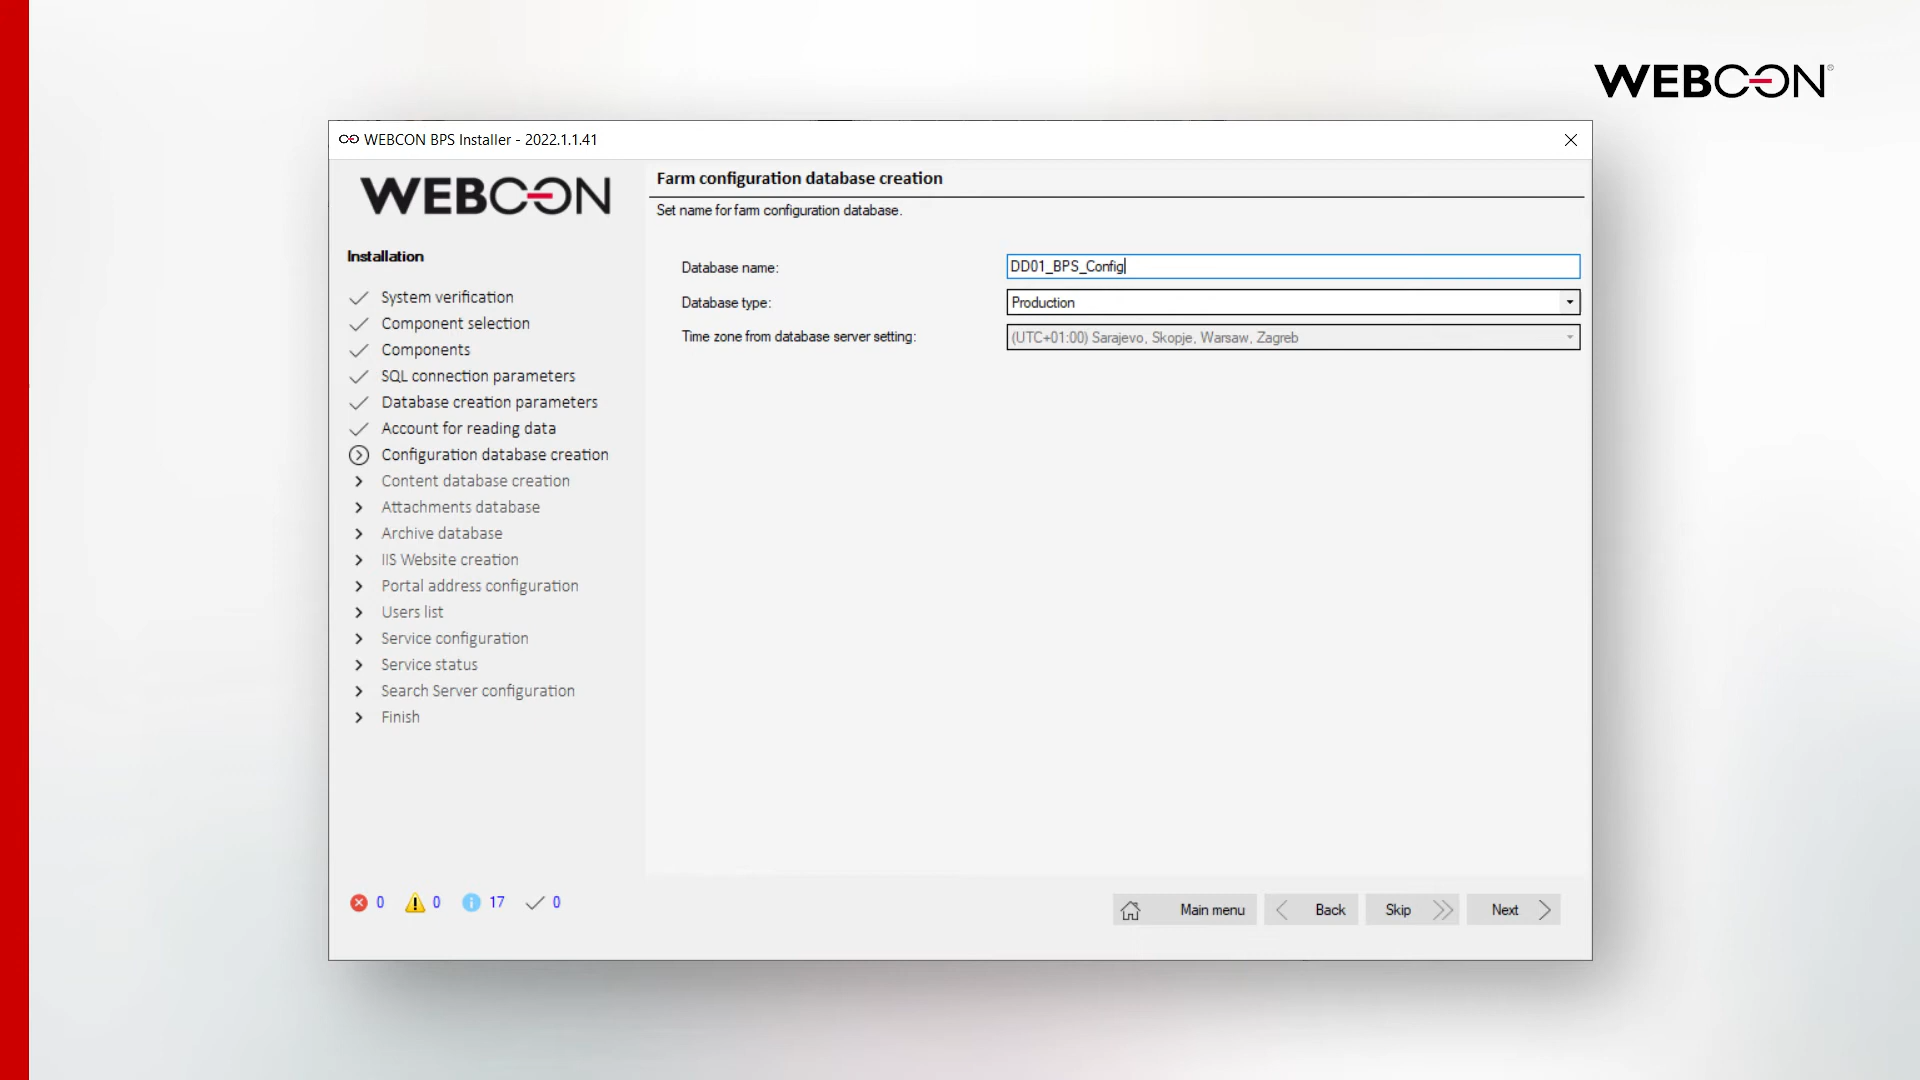 WEBCON®
WEBCON BPS Installer - 2022.1.1.41
WEBCON
Installation
System verification
Component selection
Components
SQL connection parameters
Database creation parameters
Account for reading data
Configuration database creation
Content database creation
Attachments database
Archive database
IIS Website creation
Portal address configuration
Users list
Service configuration
Service status
Search Server configuration
Finish
Farm configuration database creation
Set name for farm configuration database.
Database name: DD01_BPS_Config
Database type: Production
Time zone from database server setting: (UTC+01:00) Sarajevo, Skopje, Warsaw, Zagreb
0 0 17 0
Main menu Back Skip Next